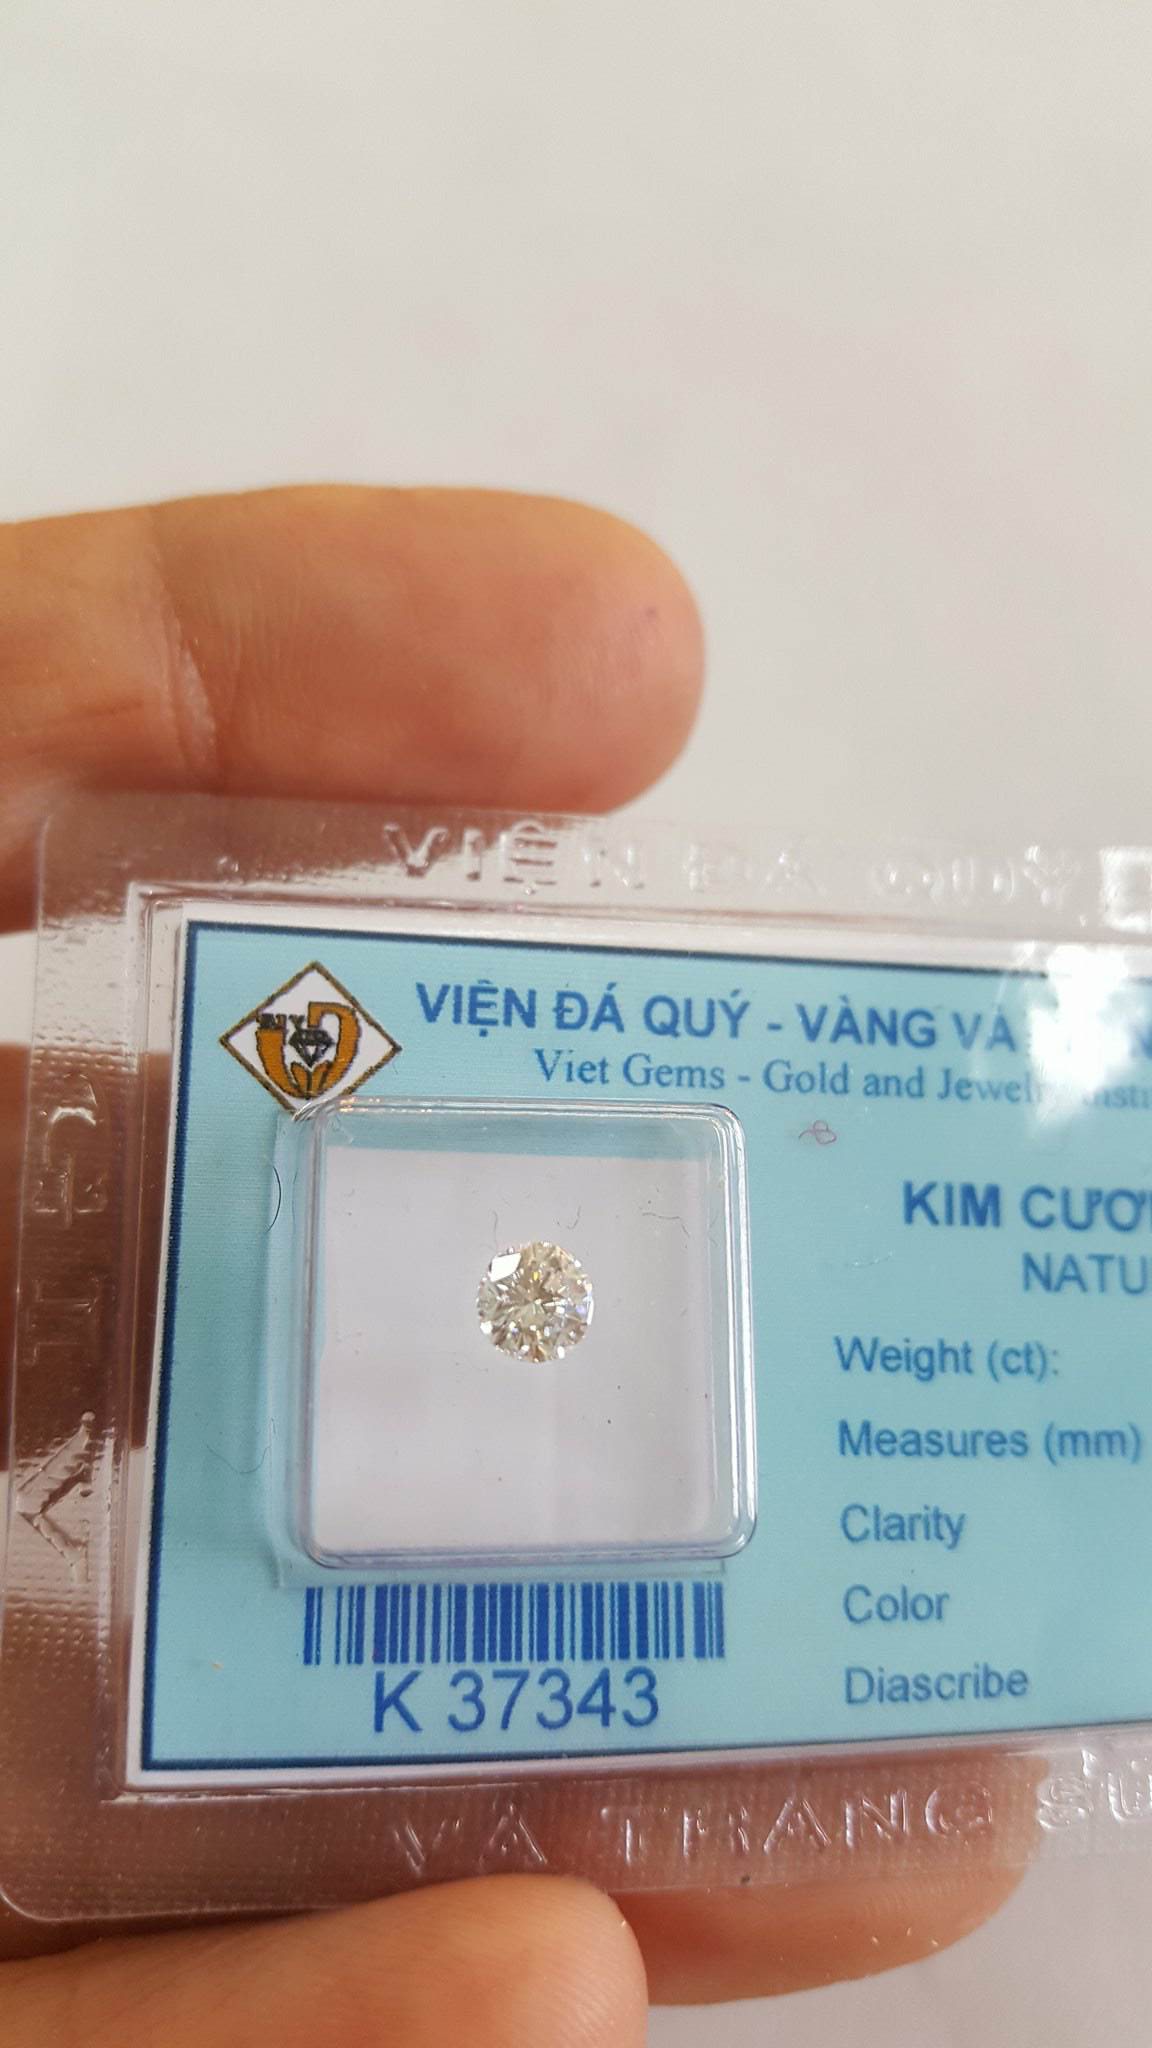 VIỆN ĐÁ QUÝ
VIỆN ĐÁ QUÝ - VÀNG VÀ
Viet Gems - Gold and Jewelry
KIM CƯƠ
NATU
Weight (ct):
Measures (mm)
Clarity
Color
Diascribe
K 37343
VÀ TRANG SỨ